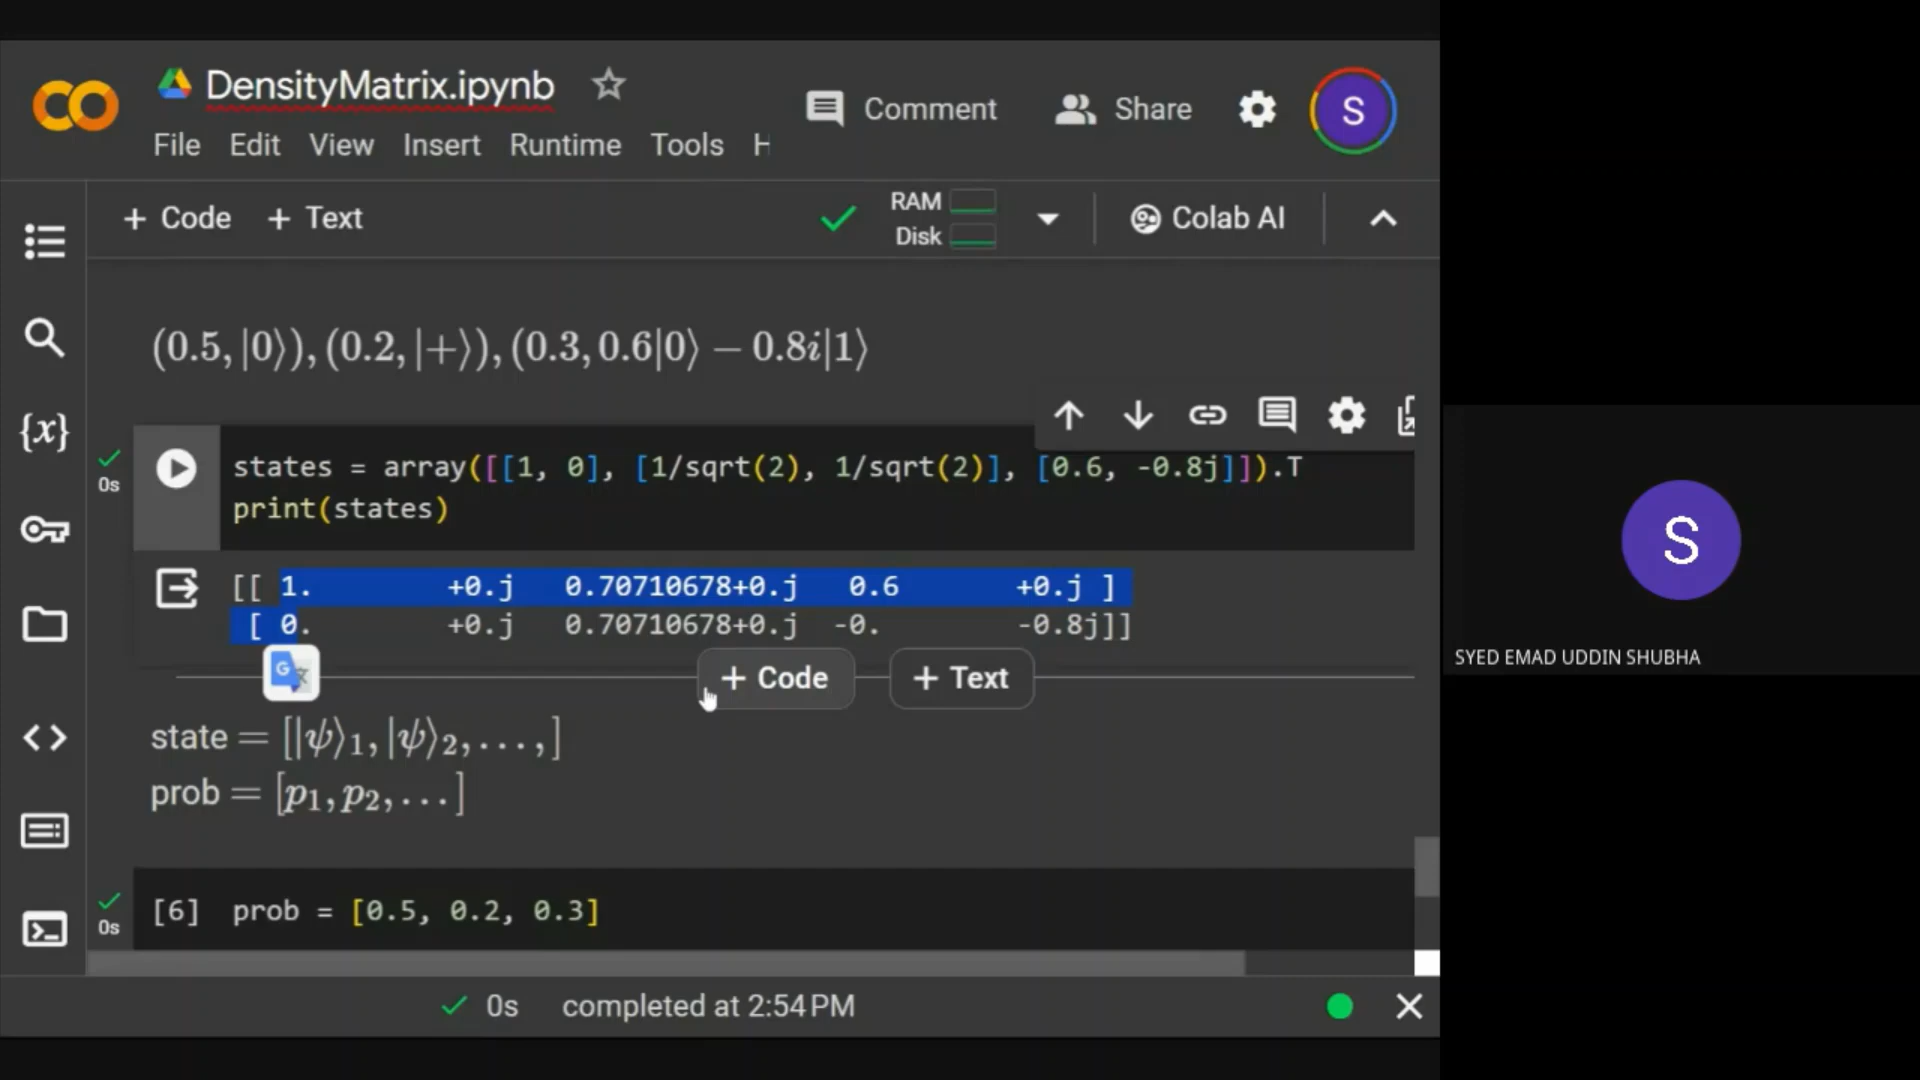 DensityMatrix.ipynb
Comment
Share
S
File Edit View Insert Runtime Tools H
+ Code + Text
RAM
Disk
Colab AI
(0.5, |0⟩), (0.2, |+⟩), (0.3, 0.6|0⟩ − 0.8i|1⟩
{x}
0s
states = array([[1, 0], [1/sqrt(2), 1/sqrt(2)], [0.6, -0.8j]]).T
print(states)
[[ 1. +0.j 0.70710678+0.j 0.6 +0.j ]
[ 0. +0.j 0.70710678+0.j -0. -0.8j]]
G
+ Code
+ Text
S
SYED EMAD UDDIN SHUBHA
state = [|ψ⟩₁, |ψ⟩₂, . . . , ]
prob = [p₁, p₂, . . . ]
0s
[6] prob = [0.5, 0.2, 0.3]
0s completed at 2:54 PM